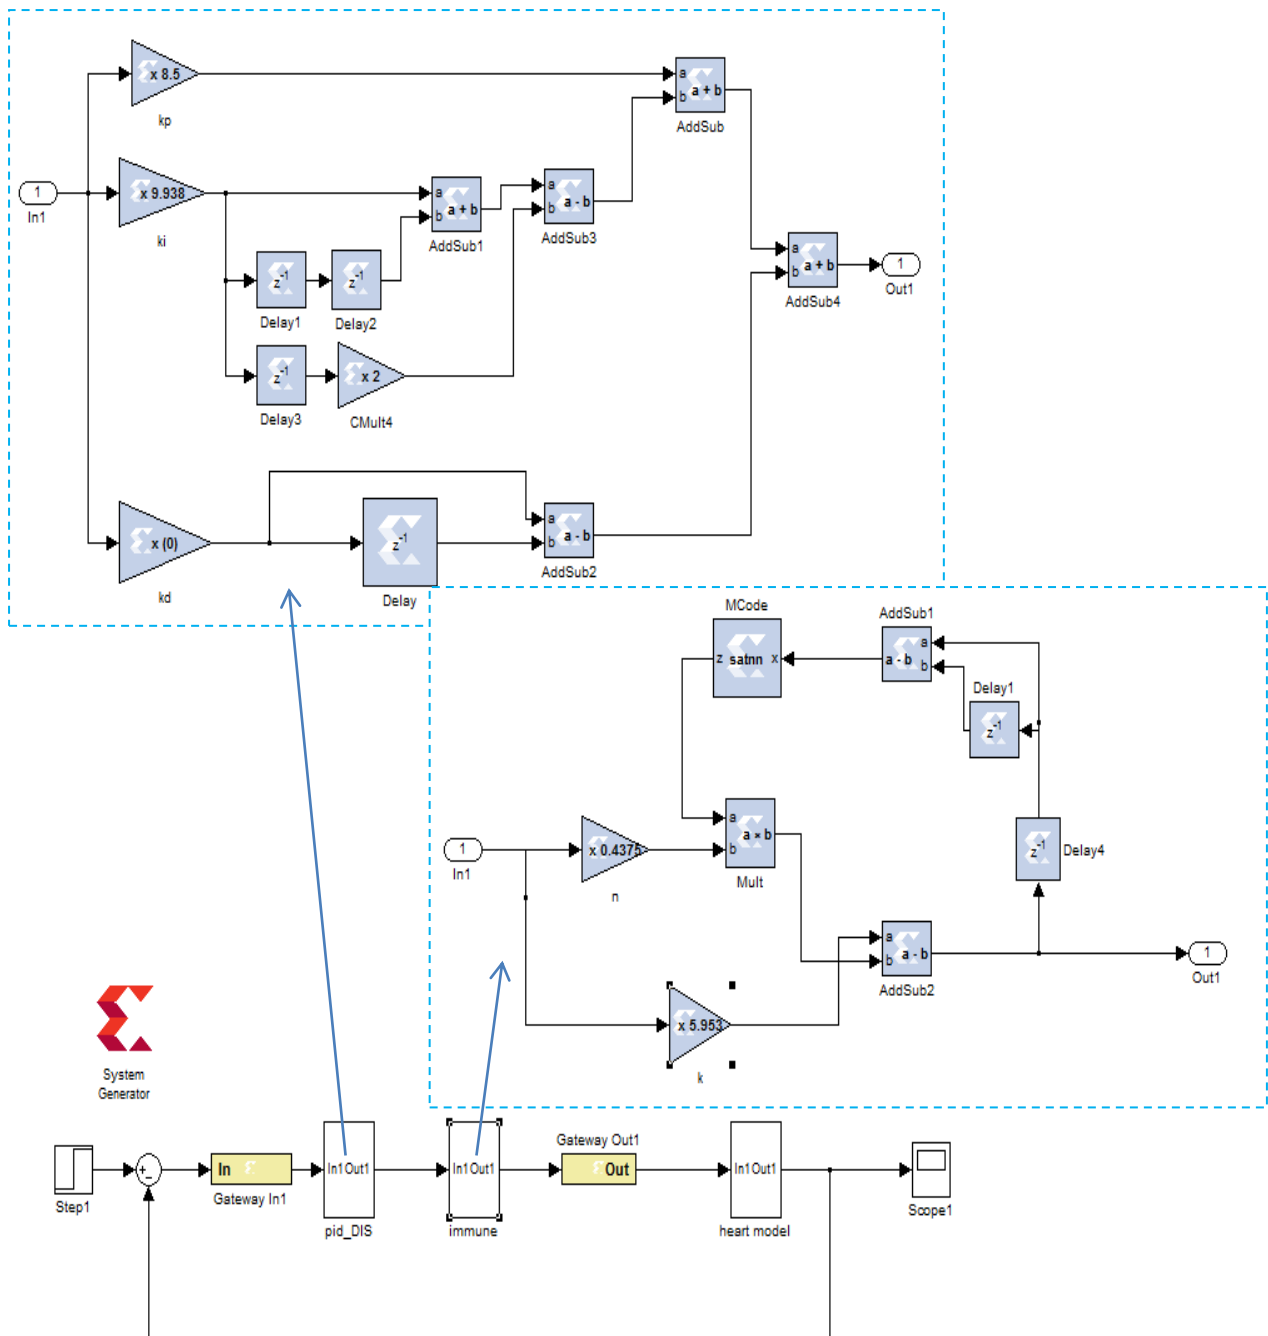 x 8.5
kp
a
b
a + b
AddSub
1
In1
x 9.938
ki
a
b
a + b
AddSub1
a
b
a - b
AddSub3
z-1
Delay1
z-1
Delay2
z-1
Delay3
x 2
CMult4
a
b
a + b
AddSub4
1
Out1
x (0)
kd
z-1
Delay
a
b
a - b
AddSub2
MCode
z satnn x
AddSub1
a
b
a - b
Delay1
z-1
1
In1
x 0.4375
n
a
b
a × b
Mult
z-1
Delay4
a
b
a - b
AddSub2
1
Out1
x 5.953
k
System
Generator
Step1
+
−
In
Gateway In1
In1 Out1
pid_DIS
In1 Out1
immune
Gateway Out1
Out
In1 Out1
heart model
Scope1